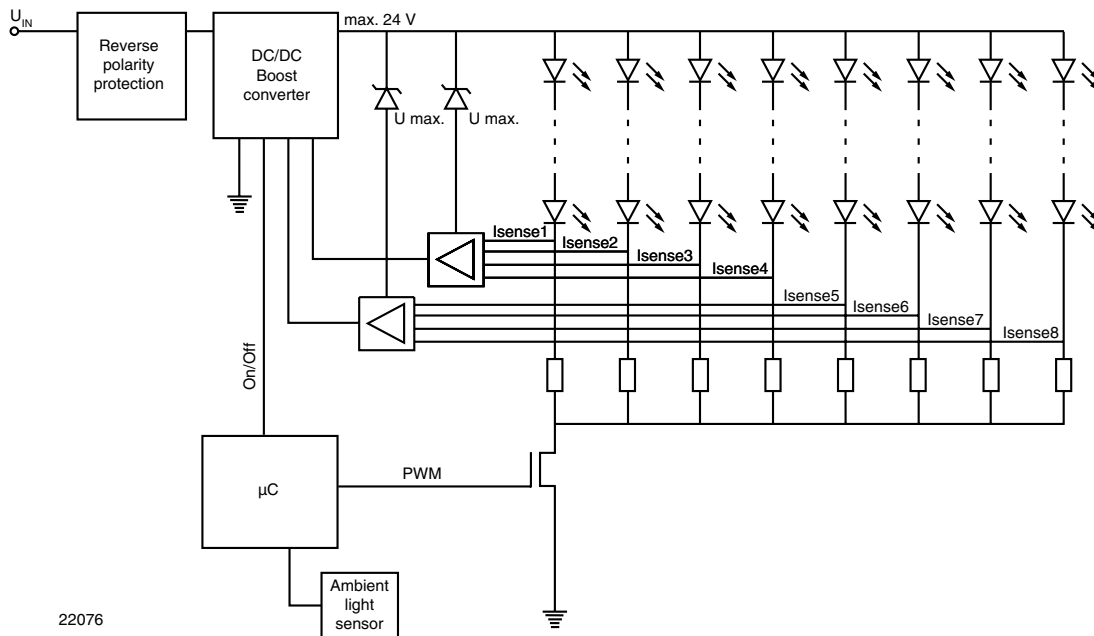 U_IN
Reverse
polarity
protection
DC/DC
Boost
converter
max. 24 V
U max.
U max.
Isense1
Isense2
Isense3
Isense4
Isense5
Isense6
Isense7
Isense8
On/Off
µC
PWM
Ambient
light
sensor
22076